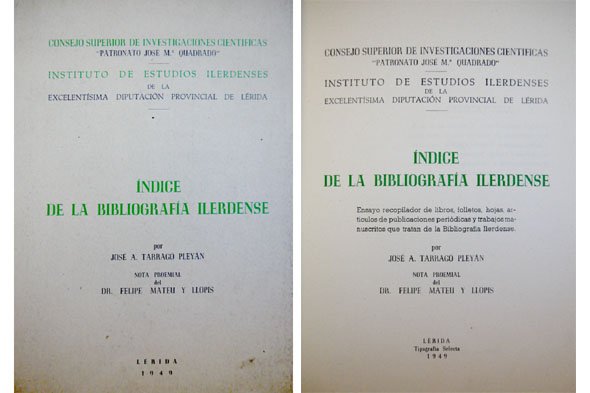 CONSEJO SUPERIOR DE INVESTIGACIONES CIENTIFICAS
"PATRONATO JOSE M.ª QUADRADO"
INSTITUTO DE ESTUDIOS ILERDENSES
DE LA
EXCELENTÍSIMA DIPUTACIÓN PROVINCIAL DE LÉRIDA
ÍNDICE
DE LA BIBLIOGRAFÍA ILERDENSE
por
JOSÉ A. TARRAGÓ PLEYÁN
NOTA PROEMIAL
del
DR. FELIPE MATEU Y LLOPIS
LÉRIDA
1949
CONSEJO SUPERIOR DE INVESTIGACIONES CIENTIFICAS
"PATRONATO JOSE M.ª QUADRADO"
INSTITUTO DE ESTUDIOS ILERDENSES
DE LA
EXCELENTÍSIMA DIPUTACIÓN PROVINCIAL DE LÉRIDA
ÍNDICE
DE LA BIBLIOGRAFÍA ILERDENSE
Ensayo recopilador de libros, folletos, hojas, ar-
tículos de publicaciones periódicas y trabajos ma-
nuscritos que tratan de la Bibliografía Ilerdense.
por
JOSÉ A. TARRAGÓ PLEYÁN
NOTA PROEMIAL
del
DR. FELIPE MATEU Y LLOPIS
LÉRIDA
Tipografía Selecta
1949